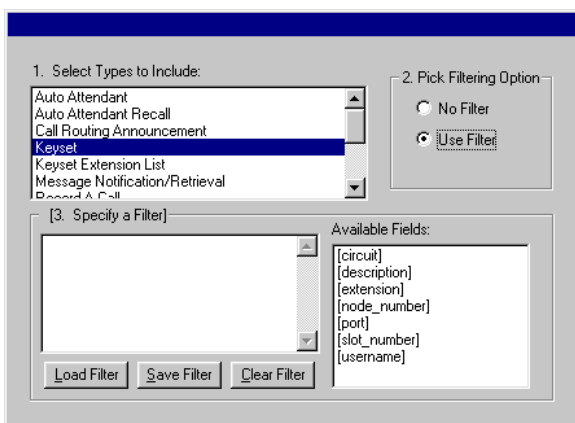 1. Select Types to Include:
Auto Attendant
Auto Attendant Recall
Call Routing Announcement
Keyset
Keyset Extension List
Message Notification/Retrieval
Record A Call
2. Pick Filtering Option
No Filter
Use Filter
[3. Specify a Filter]
Load Filter
Save Filter
Clear Filter
Available Fields:
[circuit]
[description]
[extension]
[node_number]
[port]
[slot_number]
[username]